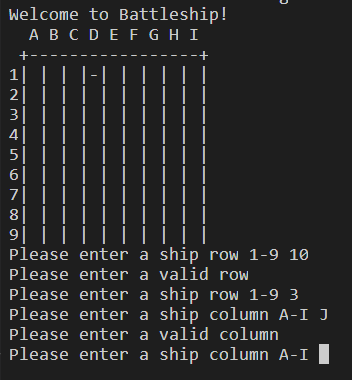 Welcome to Battleship!
  A B C D E F G H I
 +-----------------+
1| | | |-| | | | | |
2| | | | | | | | | |
3| | | | | | | | | |
4| | | | | | | | | |
5| | | | | | | | | |
6| | | | | | | | | |
7| | | | | | | | | |
8| | | | | | | | | |
9| | | | | | | | | |
Please enter a ship row 1-9 10
Please enter a valid row
Please enter a ship row 1-9 3
Please enter a ship column A-I J
Please enter a valid column
Please enter a ship column A-I